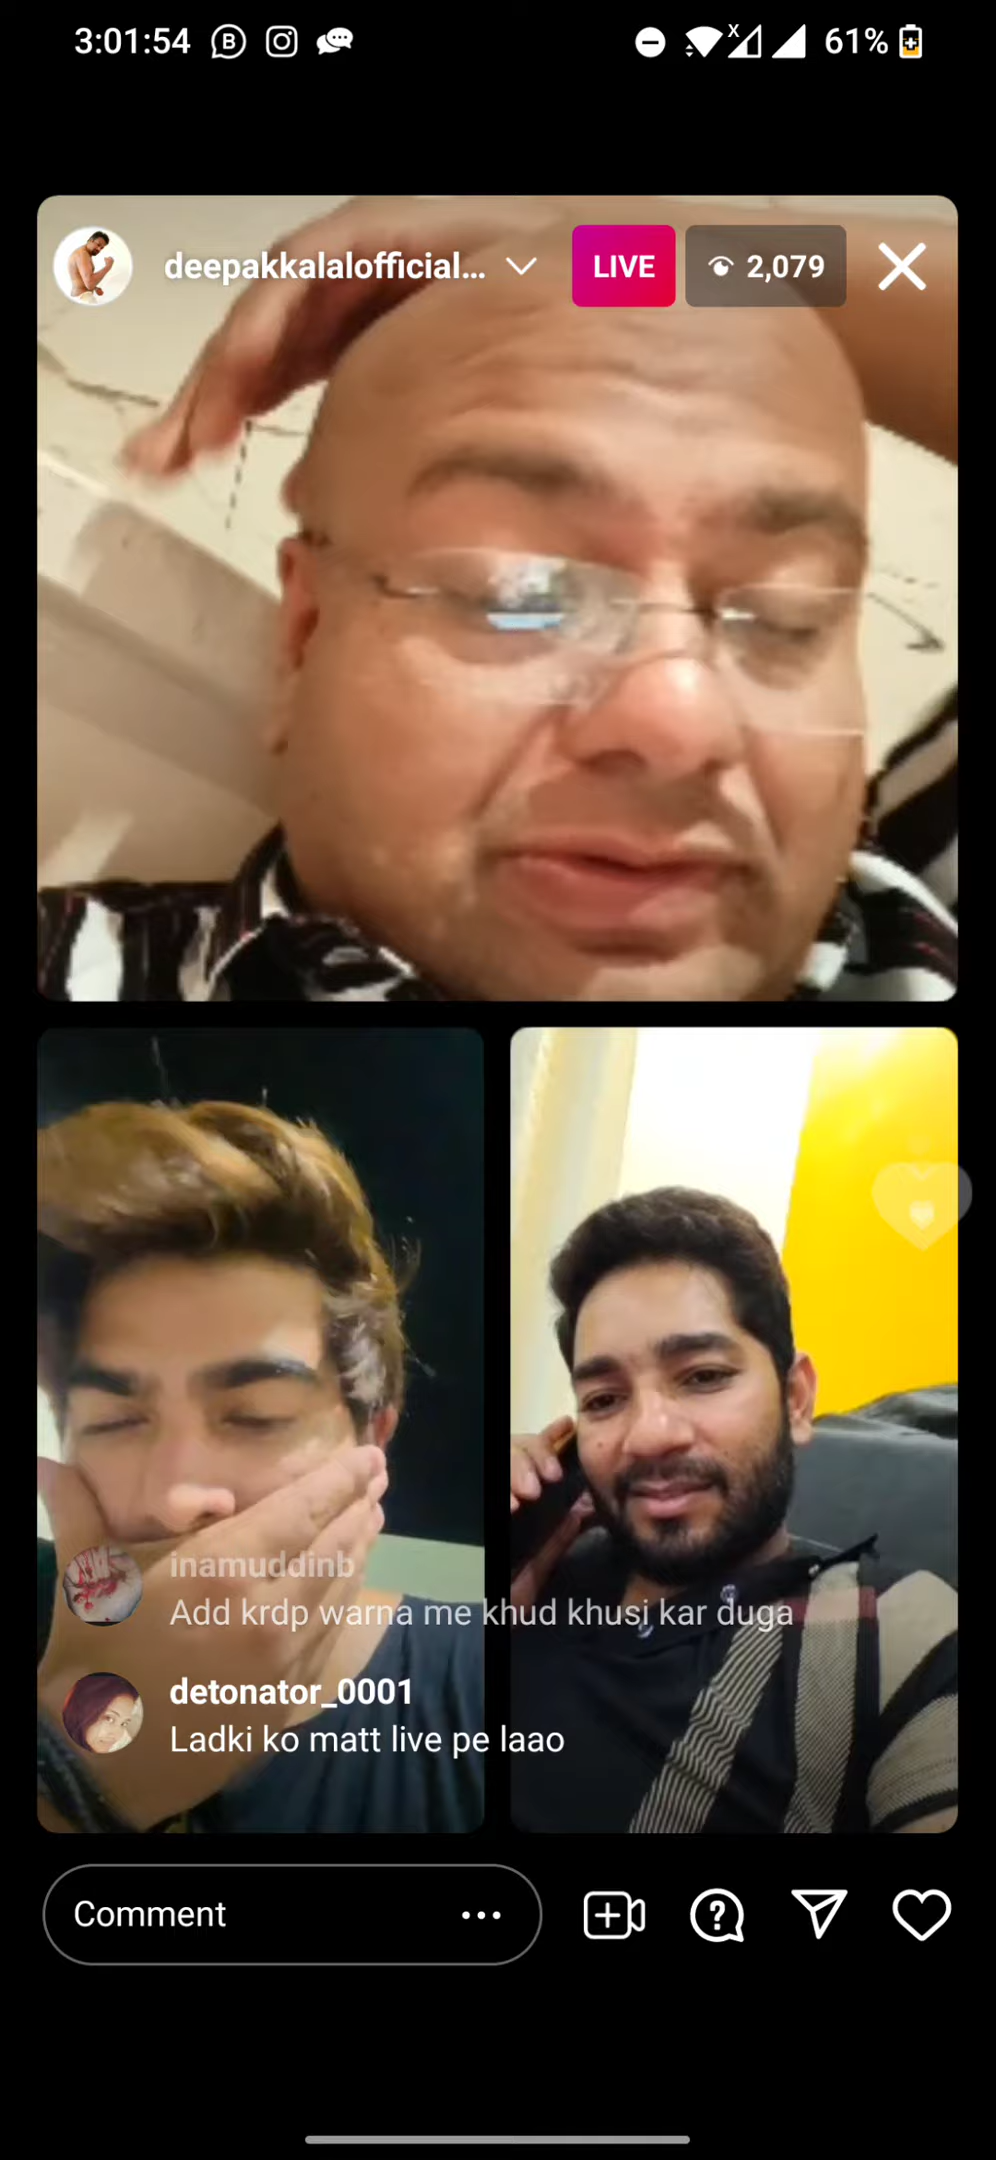 3:01:54
61%
deepakkalalofficial...
LIVE
2,079
inamuddinb
Add krdp warna me khud khusi kar duga
detonator_0001
Ladki ko matt live pe laao
Comment